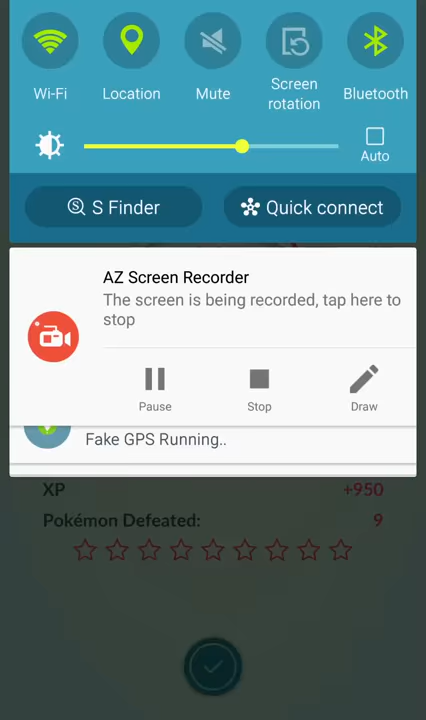 Wi-Fi
Location
Mute
Screen
rotation
Bluetooth
Auto
S Finder
Quick connect
AZ Screen Recorder
The screen is being recorded, tap here to
stop
Pause
Stop
Draw
Fake GPS Running..
XP +950
Pokémon Defeated: 9